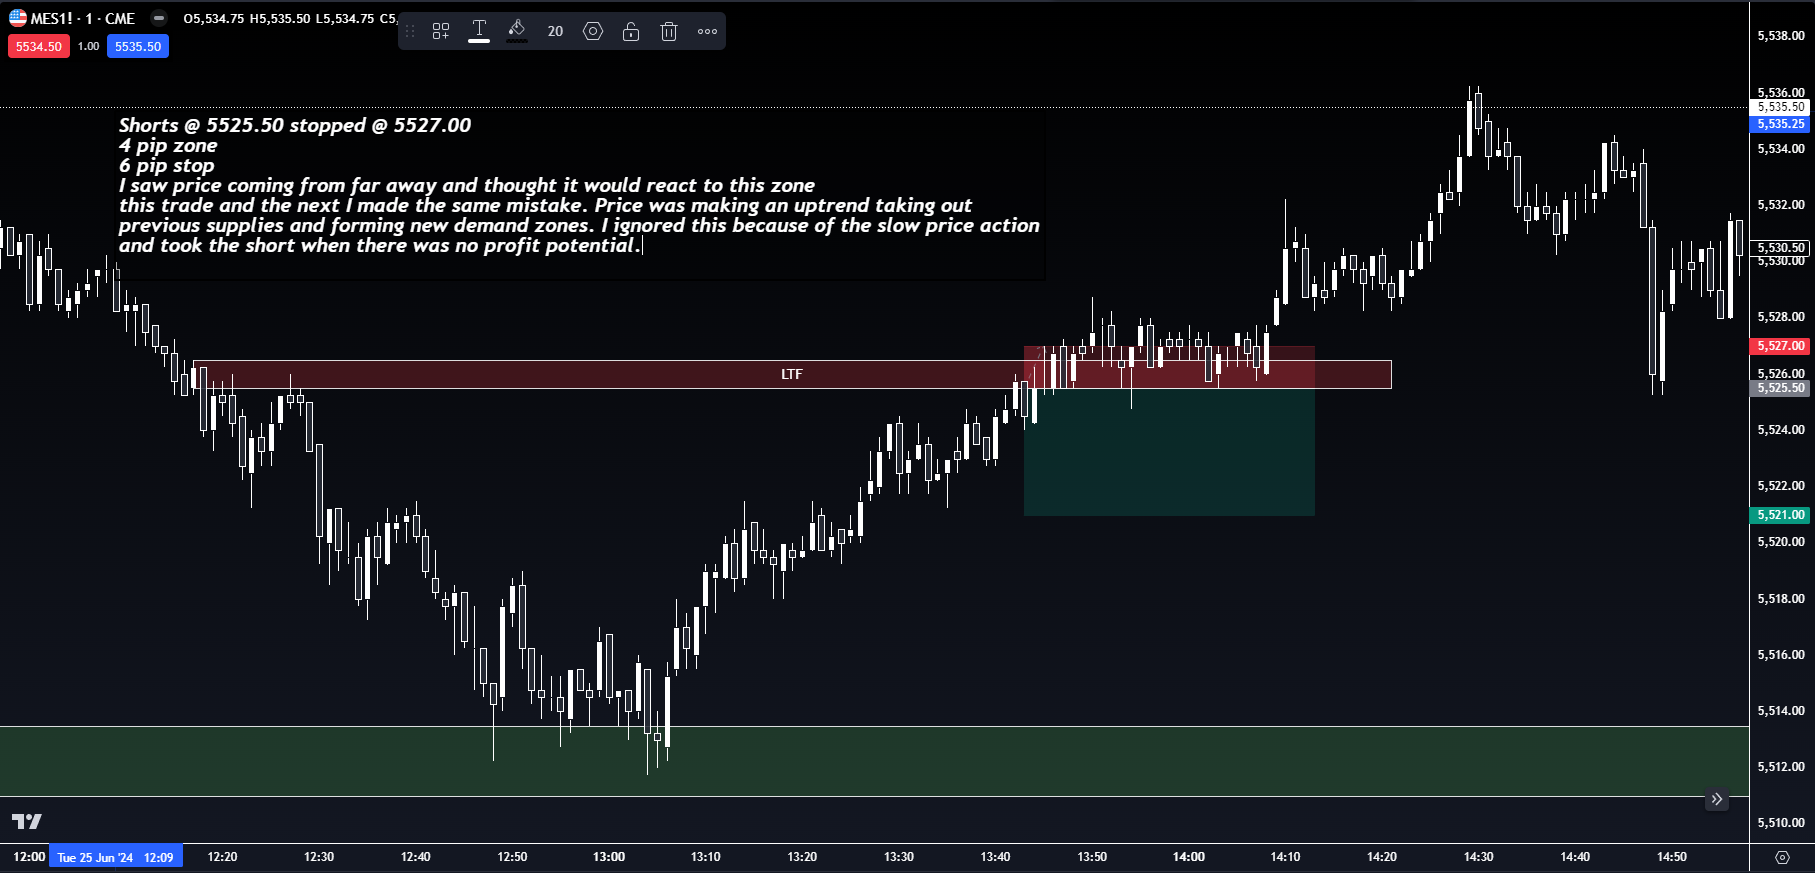 MES1! · 1 · CME
O5,534.75 H5,535.50 L5,534.75 C5,
20
5534.50 1.00 5535.50
Shorts @ 5525.50 stopped @ 5527.00
4 pip zone
6 pip stop
I saw price coming from far away and thought it would react to this zone
this trade and the next I made the same mistake. Price was making an uptrend taking out
previous supplies and forming new demand zones. I ignored this because of the slow price action
and took the short when there was no profit potential.
LTF
5,538.00
5,536.00
5,535.50
5,535.25
5,534.00
5,532.00
5,530.50
5,530.00
5,528.00
5,527.00
5,526.00
5,525.50
5,524.00
5,522.00
5,521.00
5,520.00
5,518.00
5,516.00
5,514.00
5,512.00
5,510.00
12:00 Tue 25 Jun '24 12:09 12:20 12:30 12:40 12:50 13:00 13:10 13:20 13:30 13:40 13:50 14:00 14:10 14:20 14:30 14:40 14:50